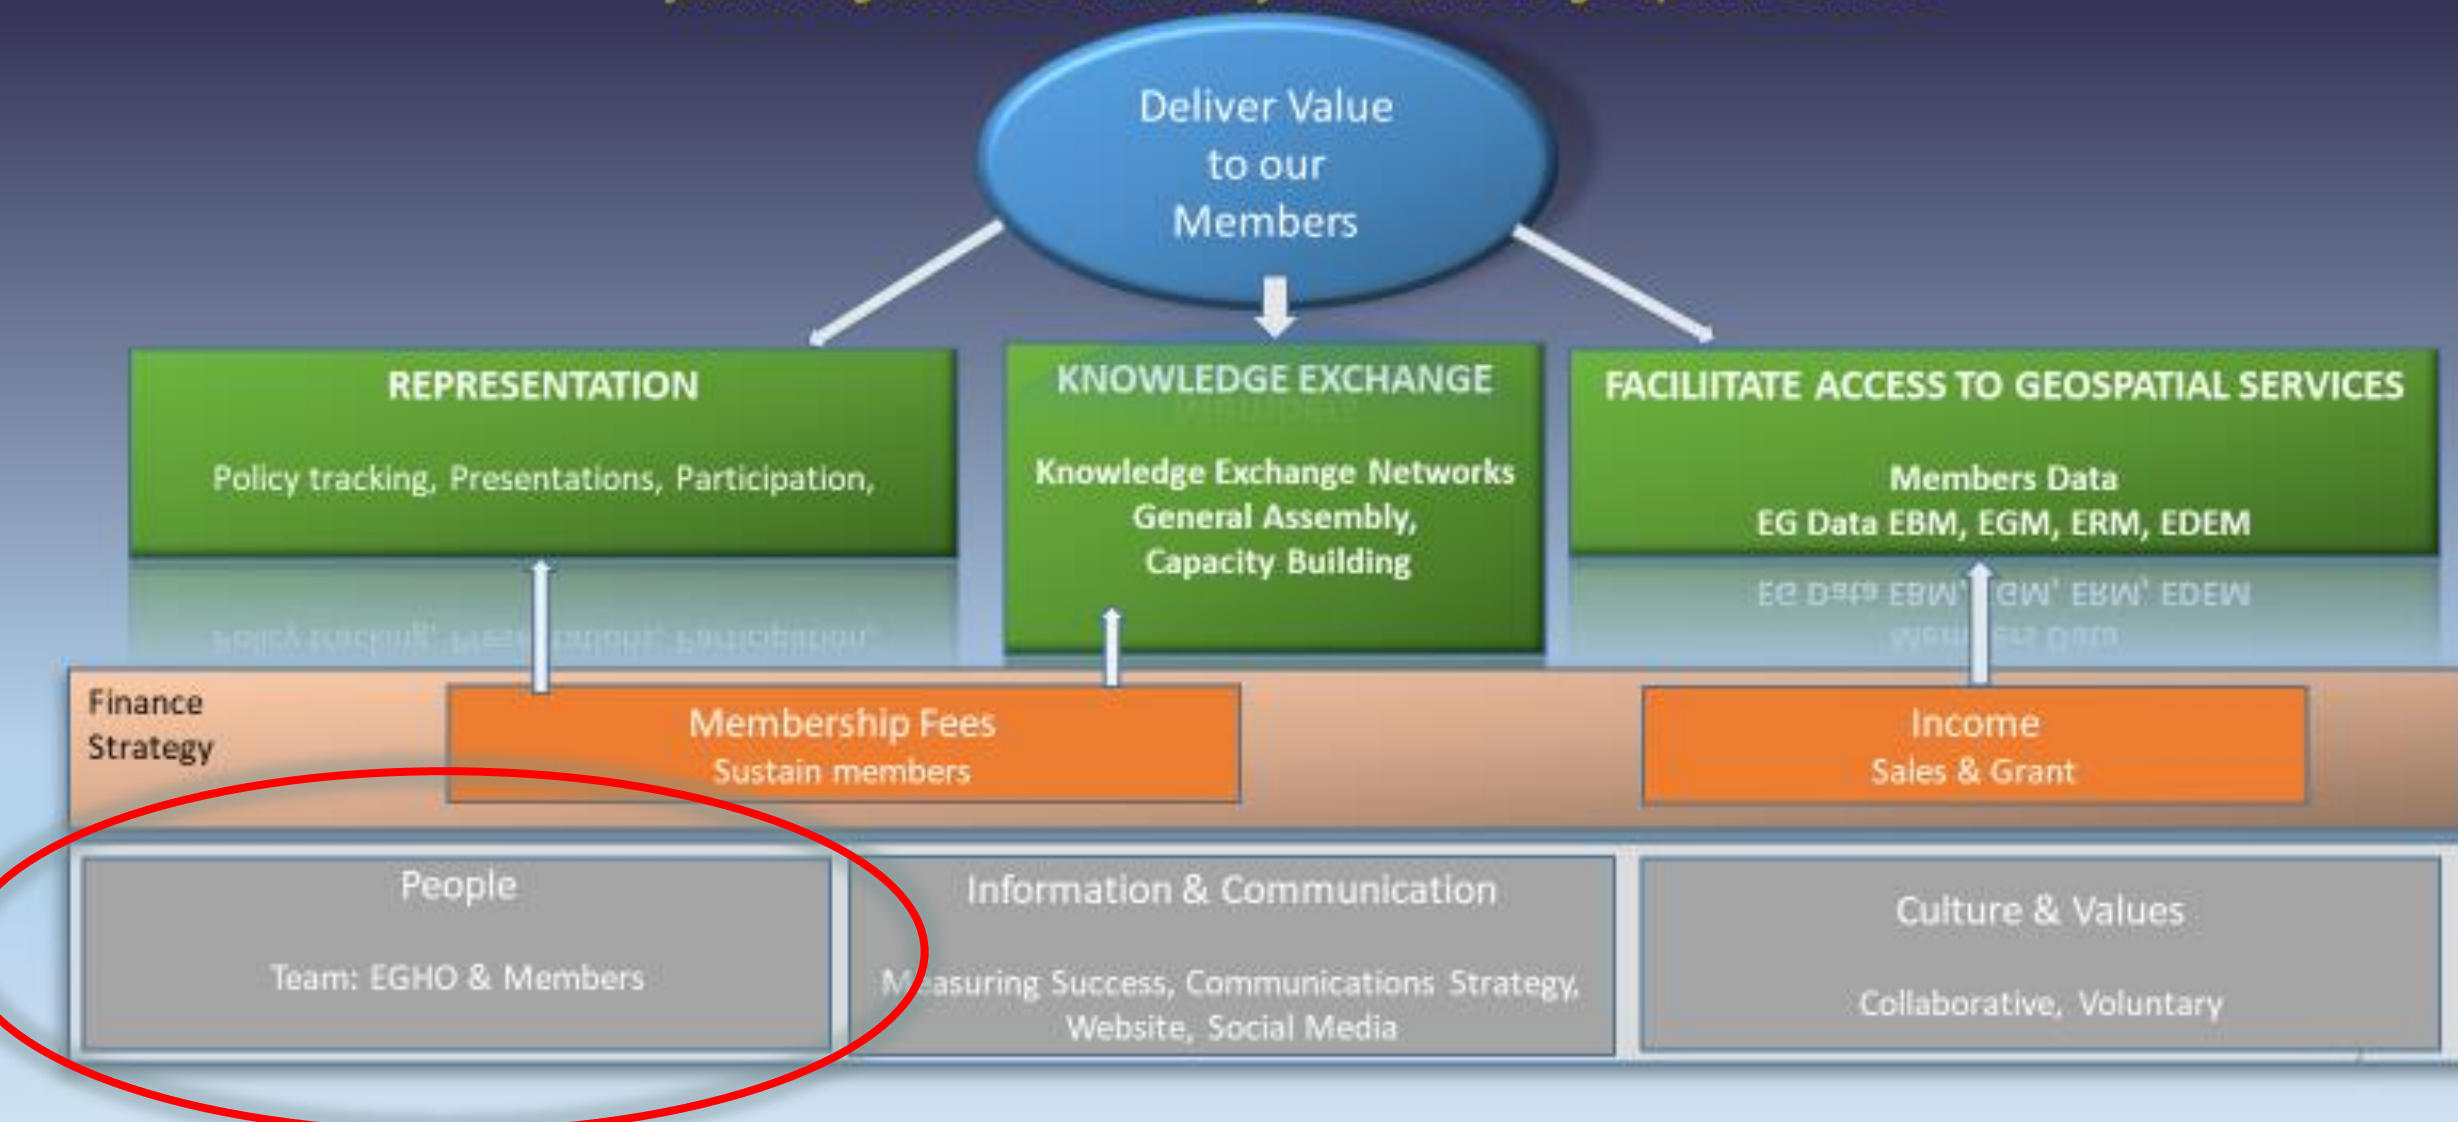 Deliver Value
to our
Members
REPRESENTATION
Policy tracking, Presentations, Participation,
KNOWLEDGE EXCHANGE
Knowledge Exchange Networks
General Assembly,
Capacity Building
FACILIITATE ACCESS TO GEOSPATIAL SERVICES
Members Data
EG Data EBM, EGM, ERM, EDEM
Finance
Strategy
Membership Fees
Sustain members
Income
Sales & Grant
People
Team: EGHO & Members
Information & Communication
Measuring Success, Communications Strategy,
Website, Social Media
Culture & Values
Collaborative, Voluntary